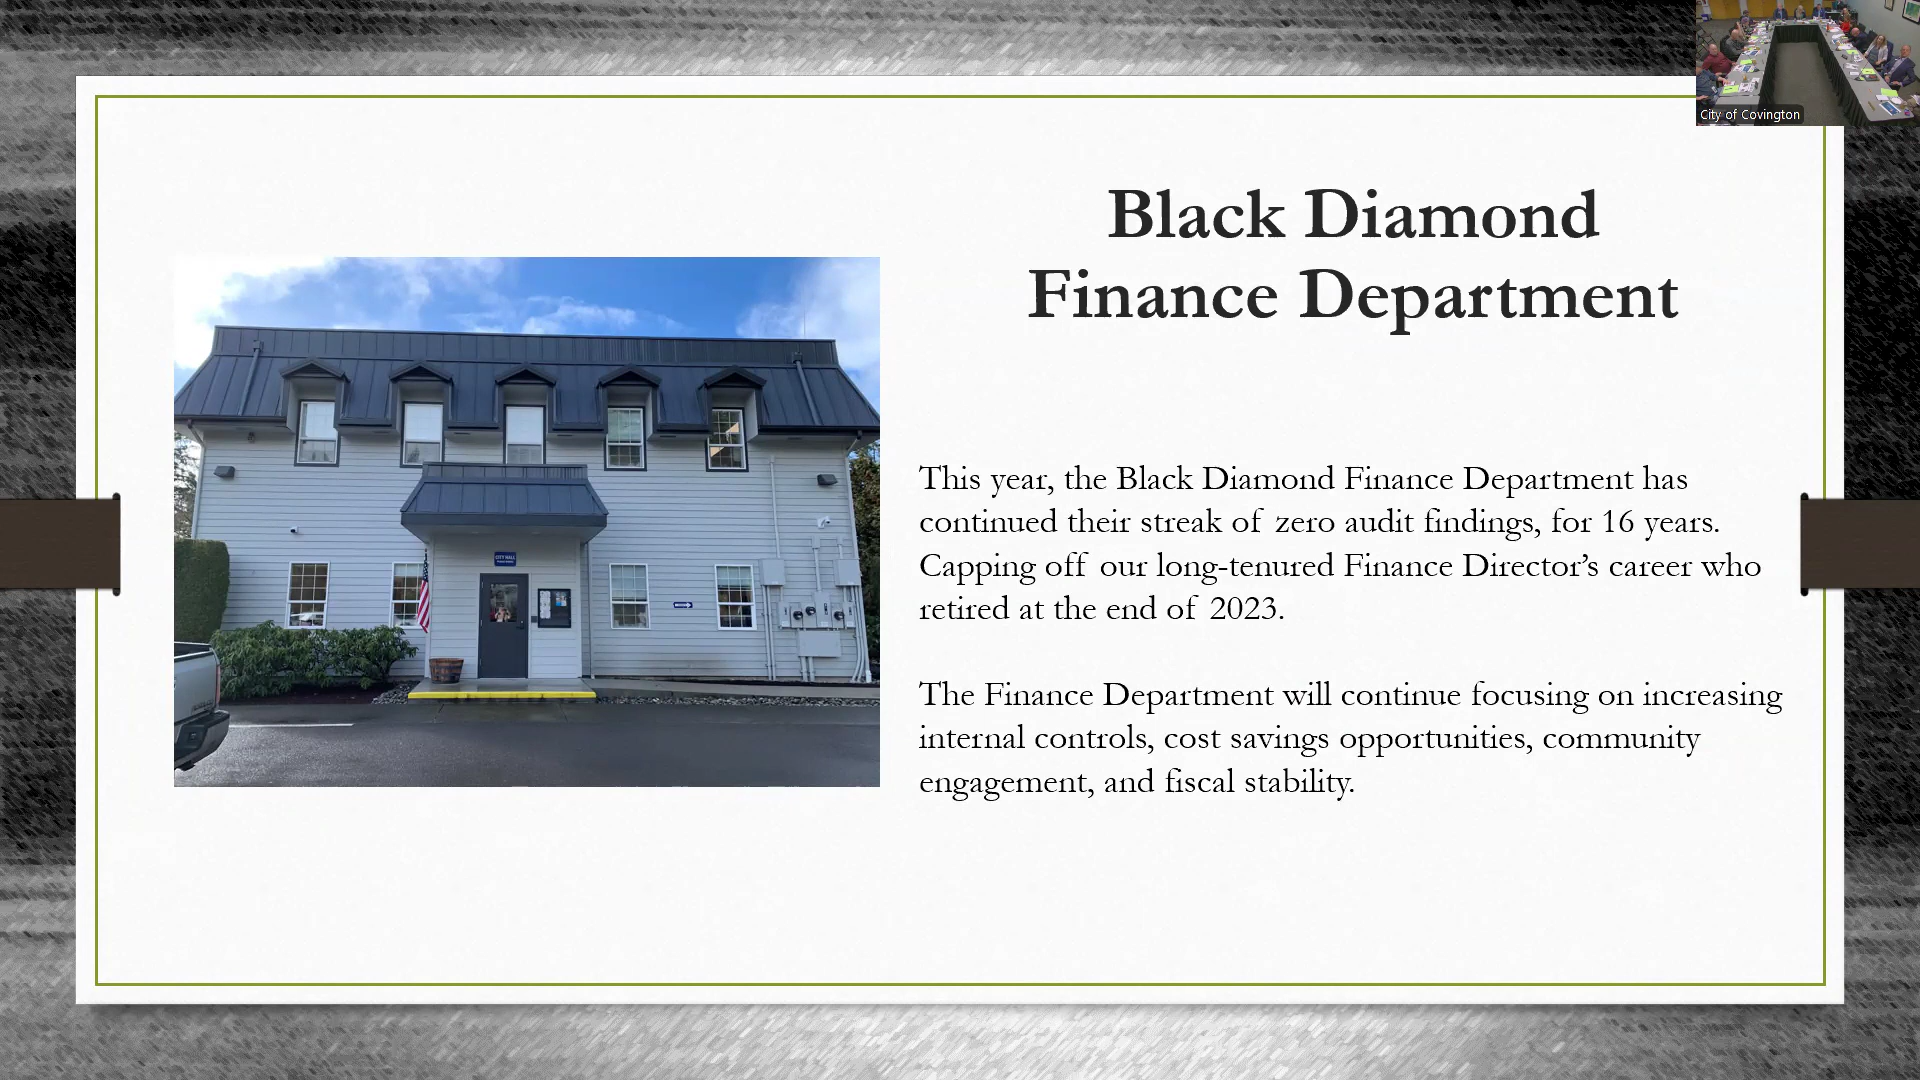 City of Covington
Black Diamond
Finance Department
This year, the Black Diamond Finance Department has
continued their streak of zero audit findings, for 16 years.
Capping off our long-tenured Finance Director’s career who
retired at the end of 2023.
The Finance Department will continue focusing on increasing
internal controls, cost savings opportunities, community
engagement, and fiscal stability.
CITY HALL